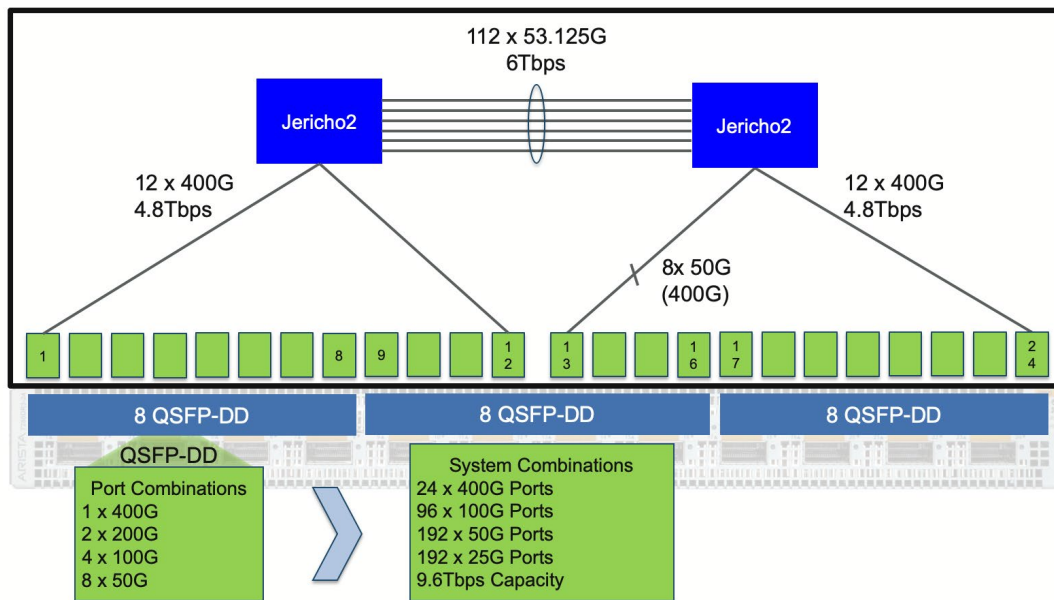 112 x 53.125G
6Tbps
Jericho2
Jericho2
12 x 400G
4.8Tbps
12 x 400G
4.8Tbps
8x 50G
(400G)
1
8
9
1
2
1
3
1
6
1
7
2
4
8 QSFP-DD
8 QSFP-DD
8 QSFP-DD
ARISTA
QSFP-DD
Port Combinations
1 x 400G
2 x 200G
4 x 100G
8 x 50G
System Combinations
24 x 400G Ports
96 x 100G Ports
192 x 50G Ports
192 x 25G Ports
9.6Tbps Capacity